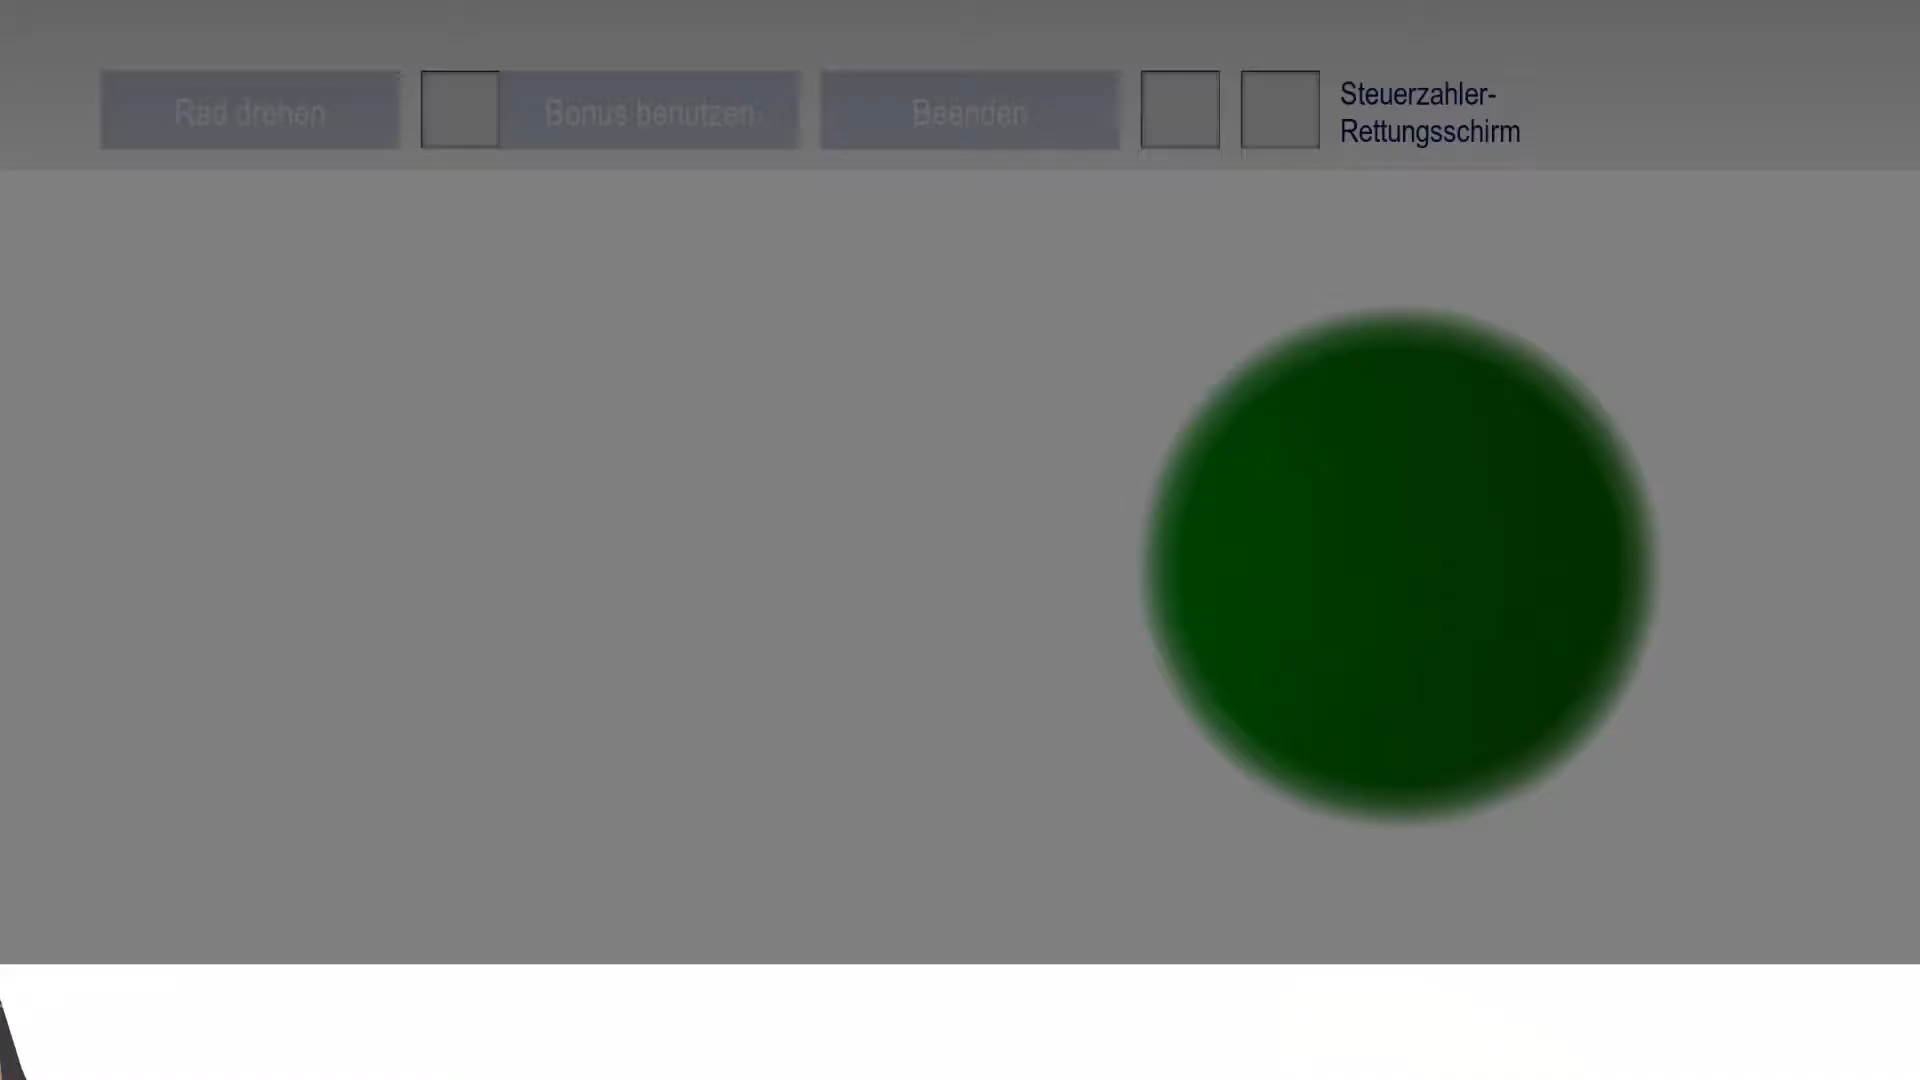 Rad drehen
Bonus benutzen
Beenden
Steuerzahler-
Rettungsschirm